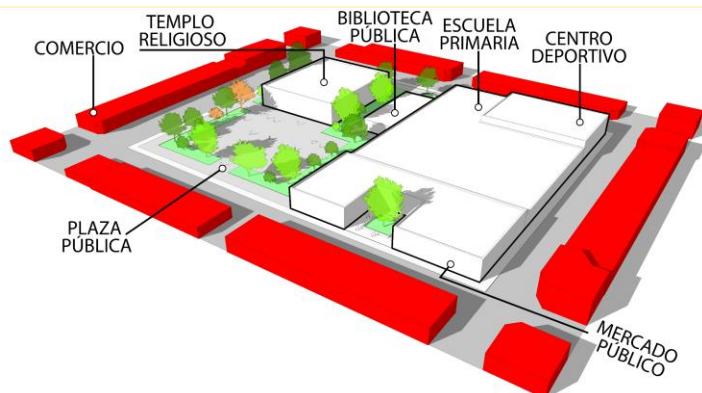 TEMPLO
RELIGIOSO
BIBLIOTECA
PÚBLICA
ESCUELA
PRIMARIA
CENTRO
DEPORTIVO
COMERCIO
PLAZA
PÚBLICA
MERCADO
PÚBLICO